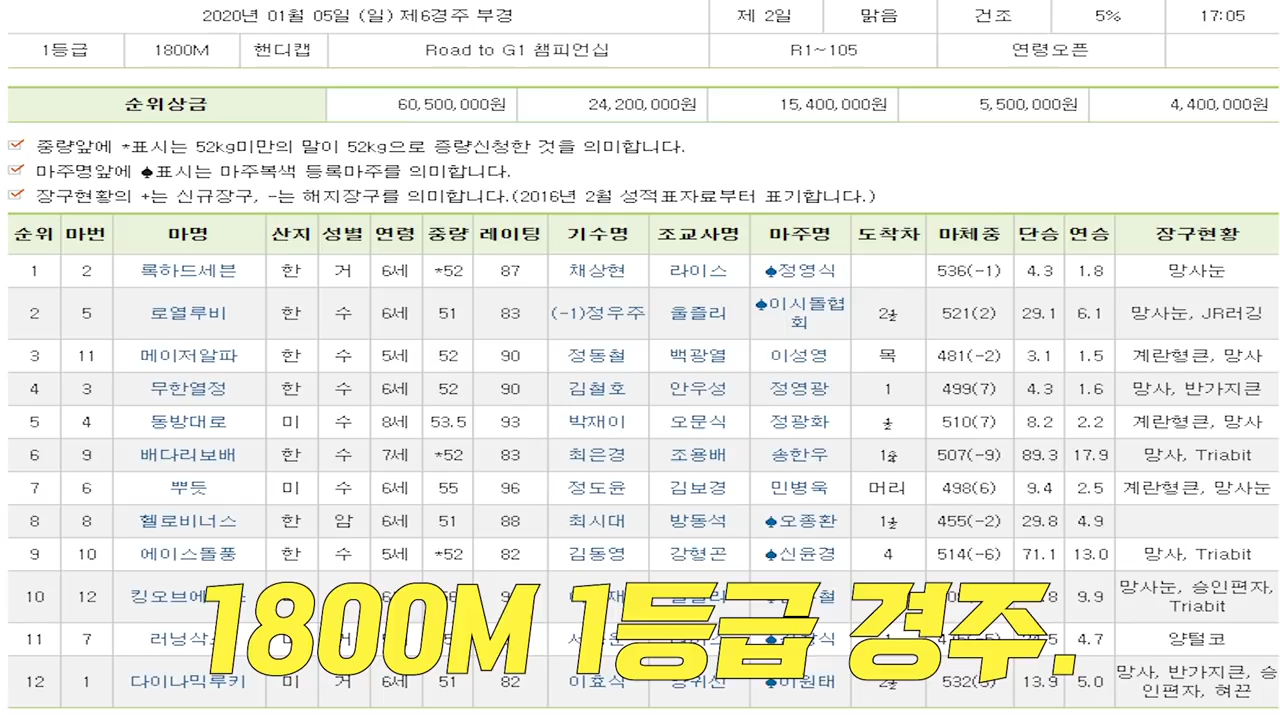 2020년 01월 05일 (일) 제6경주 부경 제 2일 맑음 건조 5% 17:05
1등급 1800M 핸디캡 Road to G1 챔피언십 R1~105 연령오픈
순위상금 60,500,000원 24,200,000원 15,400,000원 5,500,000원 4,400,000원
중량앞에 *표시는 52kg미만의 말이 52kg으로 증량신청한 것을 의미합니다.
마주명앞에 ♠표시는 마주복색 등록마주를 의미합니다.
장구현황의 +는 신규장구, -는 해지장구를 의미합니다.(2016년 2월 성적표자료부터 표기합니다.)
순위 마번 마명 산지 성별 연령 중량 레이팅 기수명 조교사명 마주명 도착차 마체중 단승 연승 장구현황
1 2 록하드세븐 한 거 6세 *52 87 채상현 라이스 ♠정영식 536(-1) 4.3 1.8 망사눈
2 5 로열루비 한 수 6세 51 83 (-1)정우주 울즐리 ♠이시돌협회 2½ 521(2) 29.1 6.1 망사눈, JR러깅
3 11 메이저알파 한 수 5세 52 90 정동철 백광열 이성영 목 481(-2) 3.1 1.5 계란형큰, 망사
4 3 무한열정 한 수 6세 52 90 김철호 안우성 정영광 1 499(7) 4.3 1.6 망사, 반가지큰
5 4 동방대로 미 수 8세 53.5 93 박재이 오문식 정광화 ½ 510(7) 8.2 2.2 계란형큰, 망사
6 9 배다리보배 한 수 7세 *52 83 최은경 조용배 송한우 1¼ 507(-9) 89.3 17.9 망사, Triabit
7 6 뿌듯 미 수 6세 55 96 정도윤 김보경 민병욱 머리 498(6) 9.4 2.5 계란형큰, 망사눈
8 8 헬로비너스 한 암 6세 51 88 최시대 방동석 ♠오종환 1½ 455(-2) 29.8 4.9
9 10 에이스돌풍 한 수 5세 *52 82 김동영 강형곤 ♠신윤경 4 514(-6) 71.1 13.0 망사, Triabit
10 12 9.9 망사눈, 승인편자, Triabit
11 7 4.7 양털코
12 1 다이나믹루키 미 거 6세 51 82 이효식 2½ 13.9 5.0 망사, 반가지큰, 승인편자, 혀끈
1800M 1등급 경주.